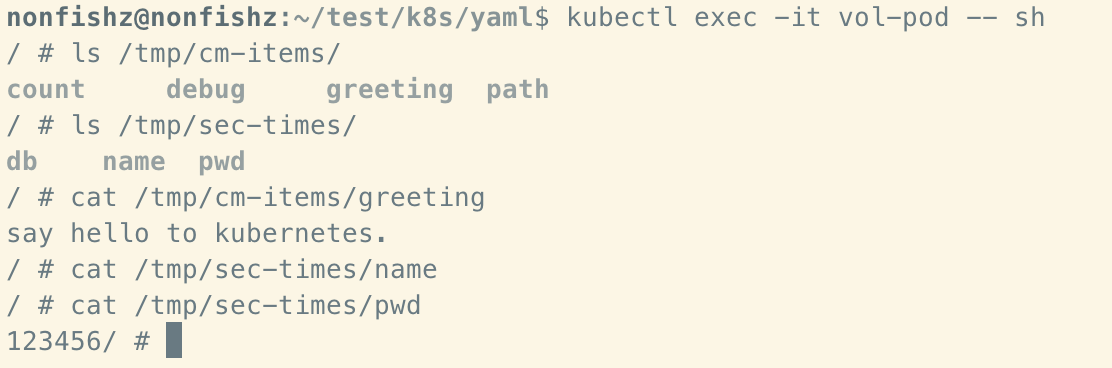 nonfishz@nonfishz:~/test/k8s/yaml$ kubectl exec -it vol-pod -- sh
/ # ls /tmp/cm-items/
count     debug     greeting  path
/ # ls /tmp/sec-times/
db    name  pwd
/ # cat /tmp/cm-items/greeting
say hello to kubernetes.
/ # cat /tmp/sec-times/name
/ # cat /tmp/sec-times/pwd
123456/ #